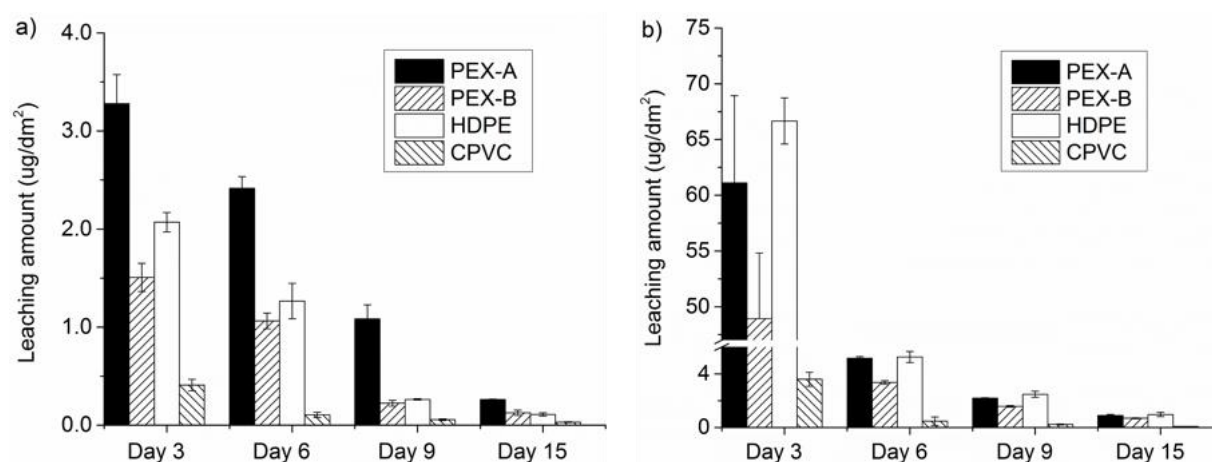 a)
Leaching amount (ug/dm²)
4.0
3.0
2.0
1.0
0.0
PEX-A
PEX-B
HDPE
CPVC
Day 3 Day 6 Day 9 Day 15
b)
Leaching amount (ug/dm²)
75
70
65
60
55
50
4
0
PEX-A
PEX-B
HDPE
CPVC
Day 3 Day 6 Day 9 Day 15